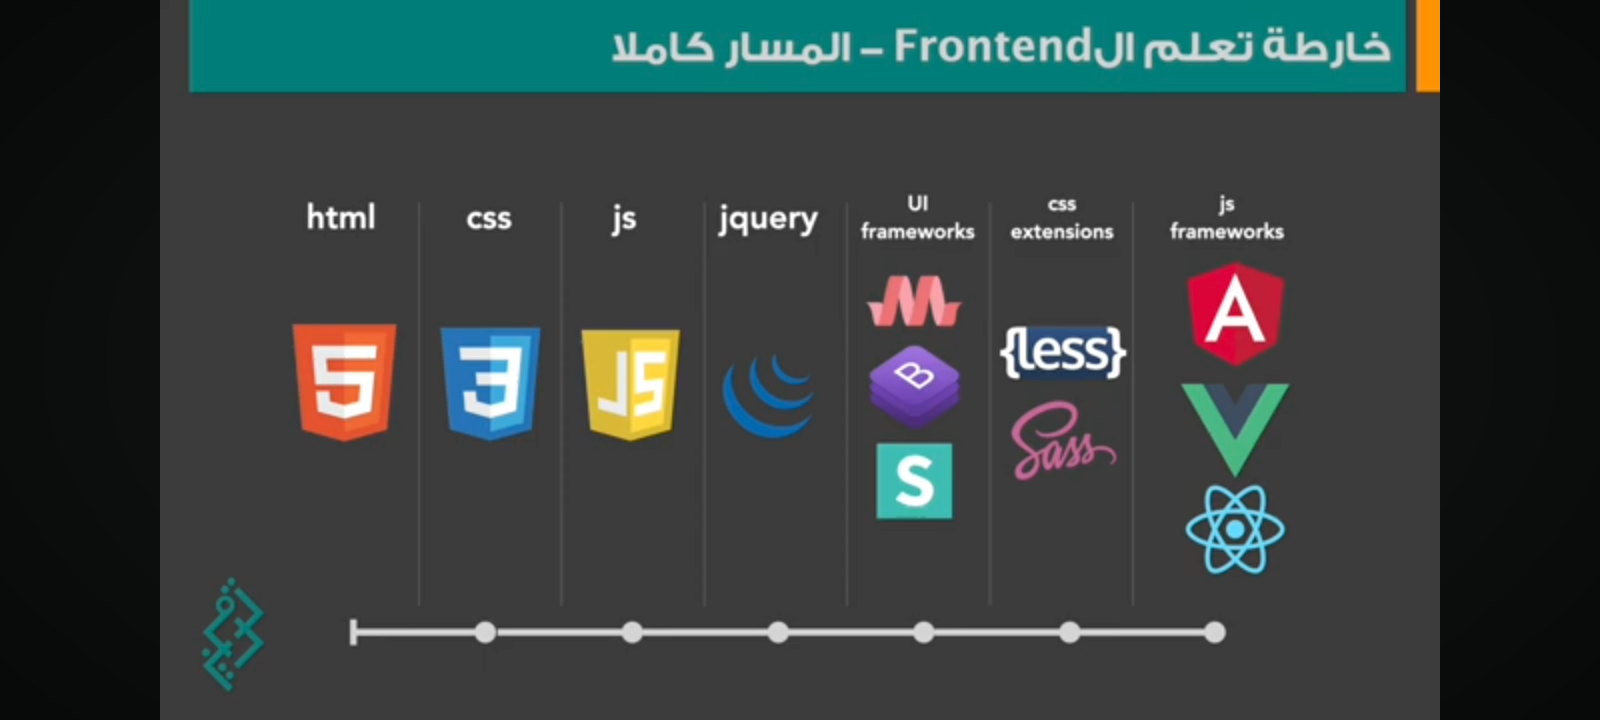 خارطة تعلم الFrontend – المسار كاملا
html
css
js
jquery
UI
frameworks
css
extensions
js
frameworks
5
3
JS
B
S
{less}
Sass
A